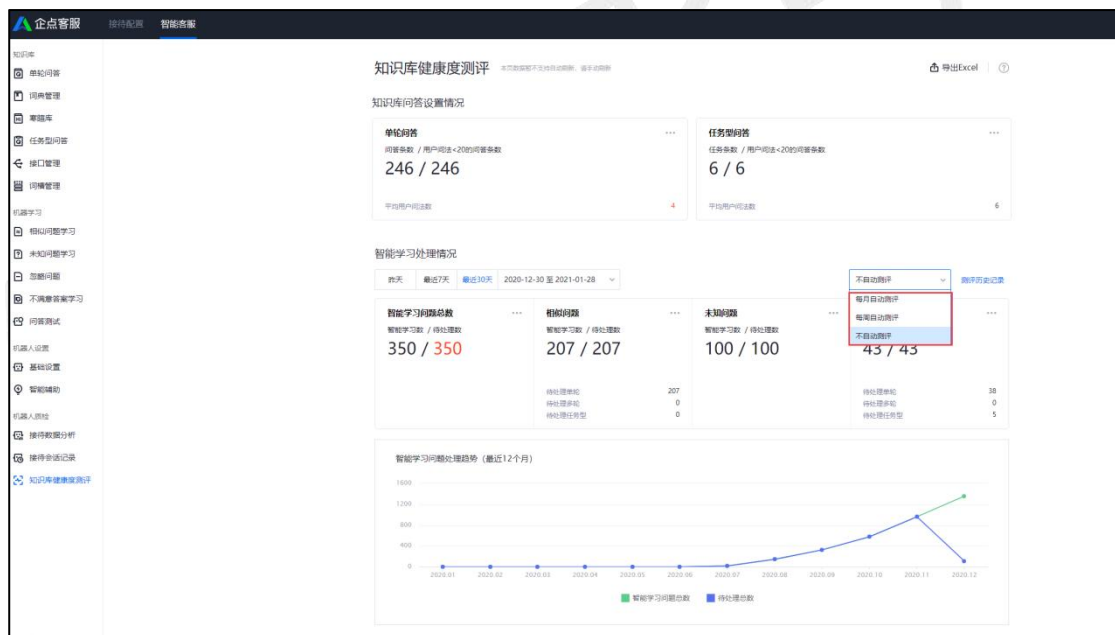 企点客服 接待配置 智能客服
知识库
单轮问答
词典管理
寒暄库
任务型问答
接口管理
词槽管理
机器学习
相似问题学习
未知问题学习
忽略问题
不满意答案学习
问答测试
机器人设置
基础设置
智能辅助
机器人质检
接待数据分析
接待会话记录
知识库健康度测评
知识库健康度测评 本页数据暂不支持自动刷新，请手动刷新 导出Excel
知识库问答设置情况
单轮问答
问答条数 / 用户问法<20的问答条数
246 / 246
平均用户问法数 4
任务型问答
任务条数 / 用户问法<20的问答条数
6 / 6
平均用户问法数 6
智能学习处理情况
昨天 最近7天 最近30天 2020-12-30 至 2021-01-28
不自动测评 测评历史记录
每月自动测评
每周自动测评
不自动测评
智能学习问题总数
智能学习数 / 待处理数
350 / 350
相似问题
智能学习数 / 待处理数
207 / 207
待处理单轮 207
待处理多轮 0
待处理任务型 0
未知问题
智能学习数 / 待处理数
100 / 100
43 / 43
待处理单轮 38
待处理多轮 0
待处理任务型 5
智能学习问题处理趋势（最近12个月）
1600
1200
800
400
0
2020.01 2020.02 2020.03 2020.04 2020.05 2020.06 2020.07 2020.08 2020.09 2020.10 2020.11 2020.12
智能学习问题总数 待处理总数